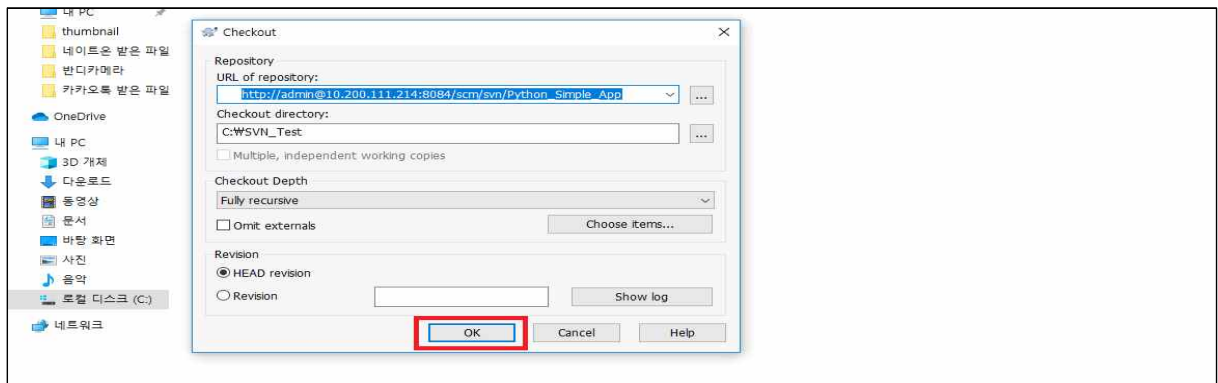 내 PC
thumbnail
네이트온 받은 파일
반디카메라
카카오톡 받은 파일
OneDrive
내 PC
3D 개체
다운로드
동영상
문서
바탕 화면
사진
음악
로컬 디스크 (C:)
네트워크
Checkout
Repository
URL of repository:
http://admin@10.200.111.214:8084/scm/svn/Python_Simple_App
...
Checkout directory:
C:₩SVN_Test
...
Multiple, independent working copies
Checkout Depth
Fully recursive
Omit externals
Choose items...
Revision
HEAD revision
Revision
Show log
OK
Cancel
Help